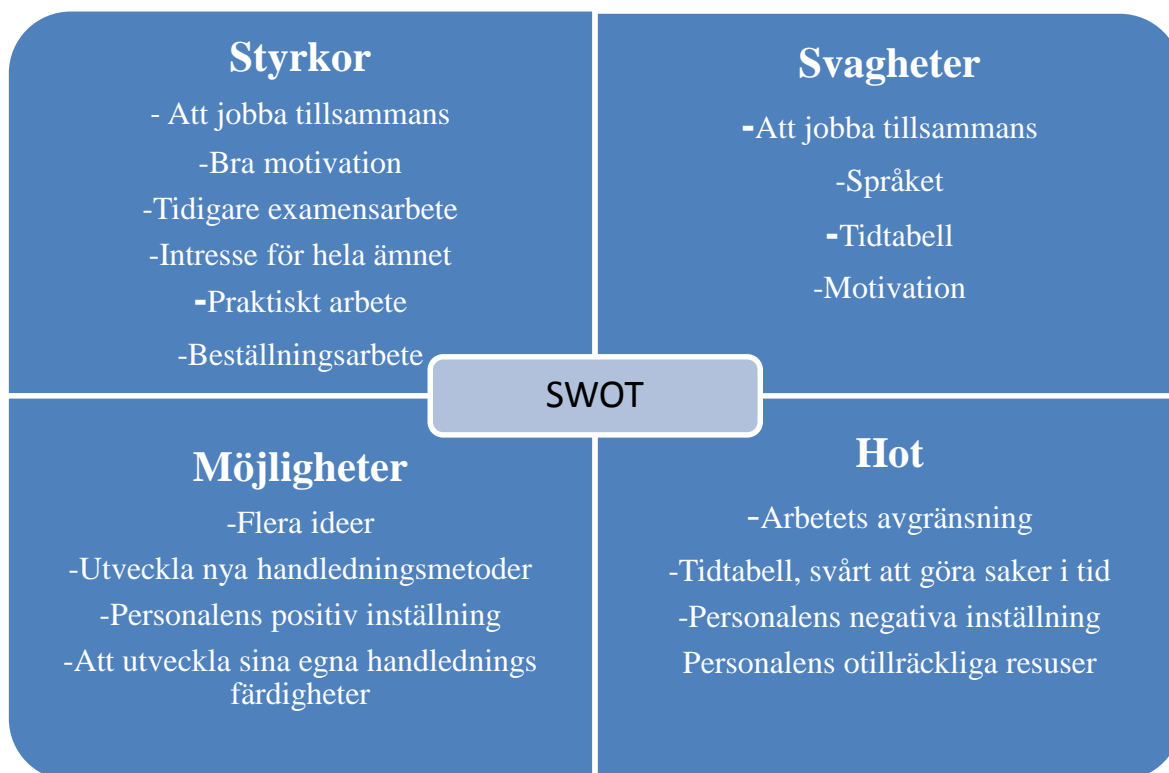 Styrkor
- Att jobba tillsammans
-Bra motivation
-Tidigare examensarbete
-Intresse för hela ämnet
-Praktiskt arbete
-Beställningsarbete
Svagheter
-Att jobba tillsammans
-Språket
-Tidtabell
-Motivation
SWOT
Möjligheter
-Flera ideer
-Utveckla nya handledningsmetoder
-Personalens positiv inställning
-Att utveckla sina egna handlednings
färdigheter
Hot
-Arbetets avgränsning
-Tidtabell, svårt att göra saker i tid
-Personalens negativa inställning
Personalens otillräckliga resuser